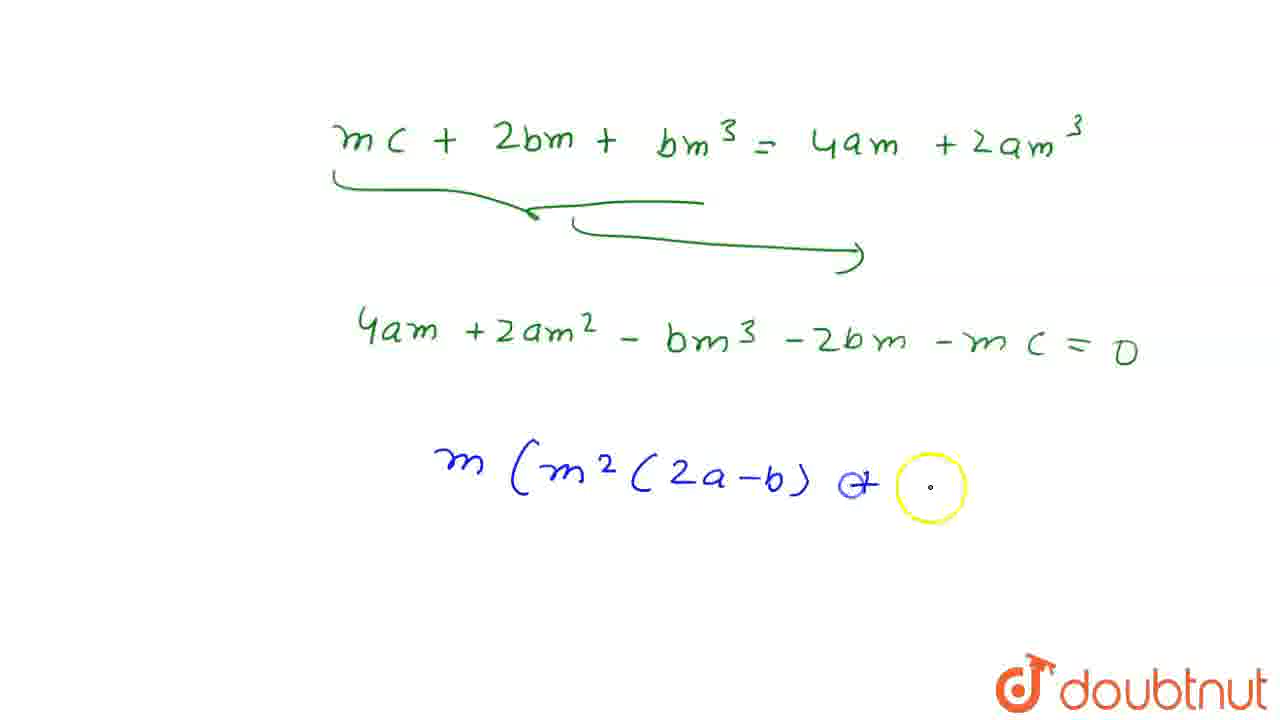 mc + 2bm + bm³ = 4am + 2am³
4am + 2am² - bm³ - 2bm - mc = 0
m (m² (2a-b) +
doubtnut